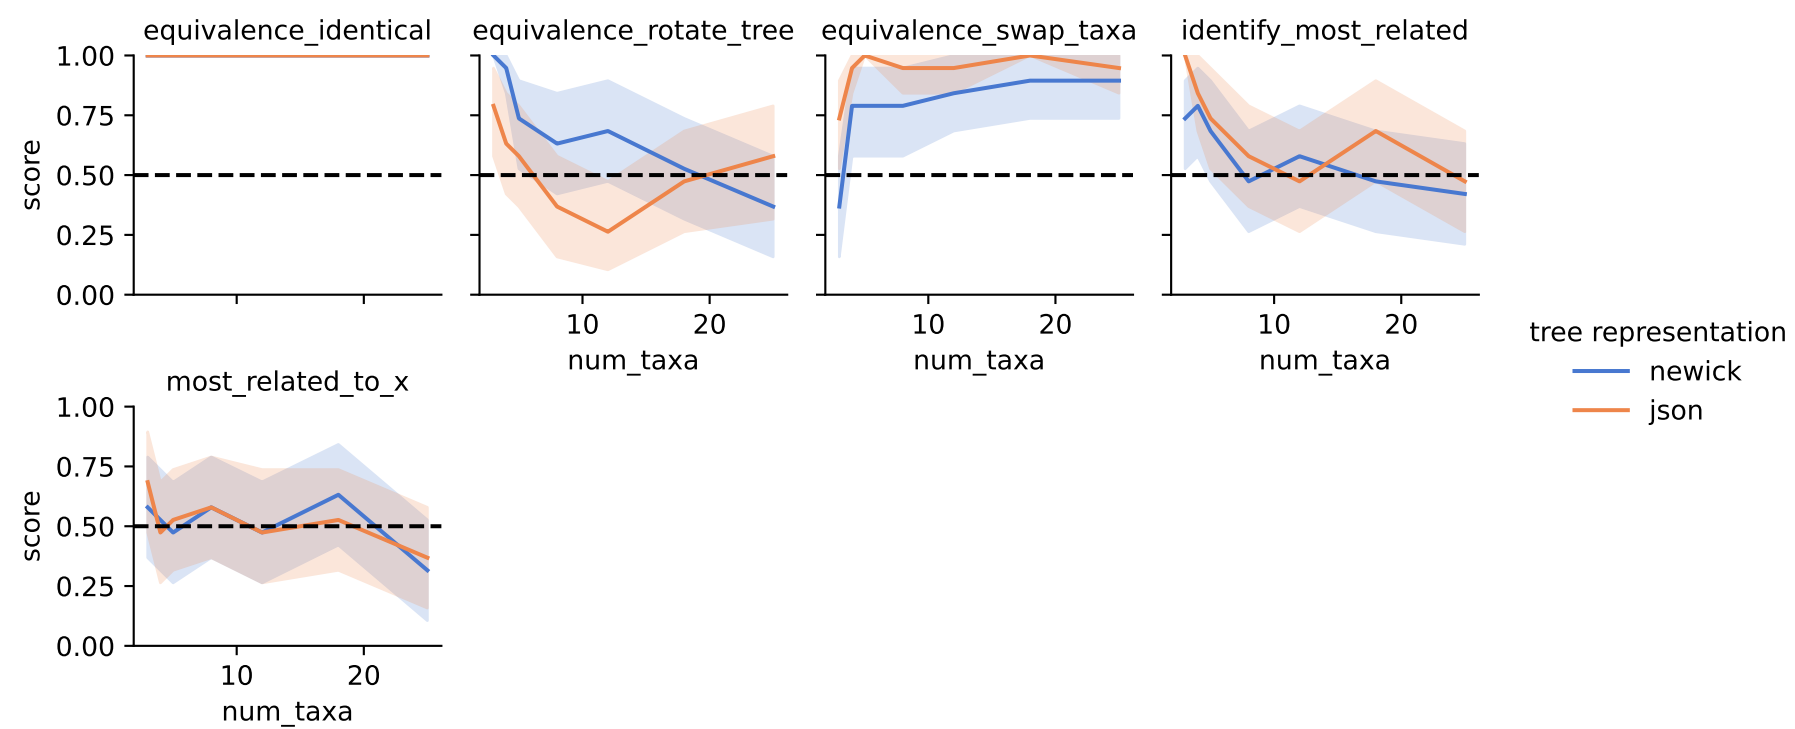 equivalence_identical
equivalence_rotate_tree
equivalence_swap_taxa
identify_most_related
score
1.00
0.75
0.50
0.25
0.00
10
20
num_taxa
10
20
num_taxa
10
20
num_taxa
tree representation
newick
json
most_related_to_x
score
1.00
0.75
0.50
0.25
0.00
10
20
num_taxa